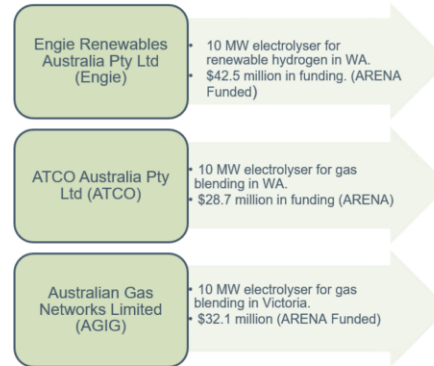 Engie Renewables
Australia Pty Ltd
(Engie)
• 10 MW electrolyser for
renewable hydrogen in WA.
• $42.5 million in funding. (ARENA
Funded)
ATCO Australia Pty
Ltd (ATCO)
• 10 MW electrolyser for gas
blending in WA.
• $28.7 million in funding (ARENA)
Australian Gas
Networks Limited
(AGIG)
• 10 MW electrolyser for gas
blending in Victoria.
• $32.1 million (ARENA Funded)